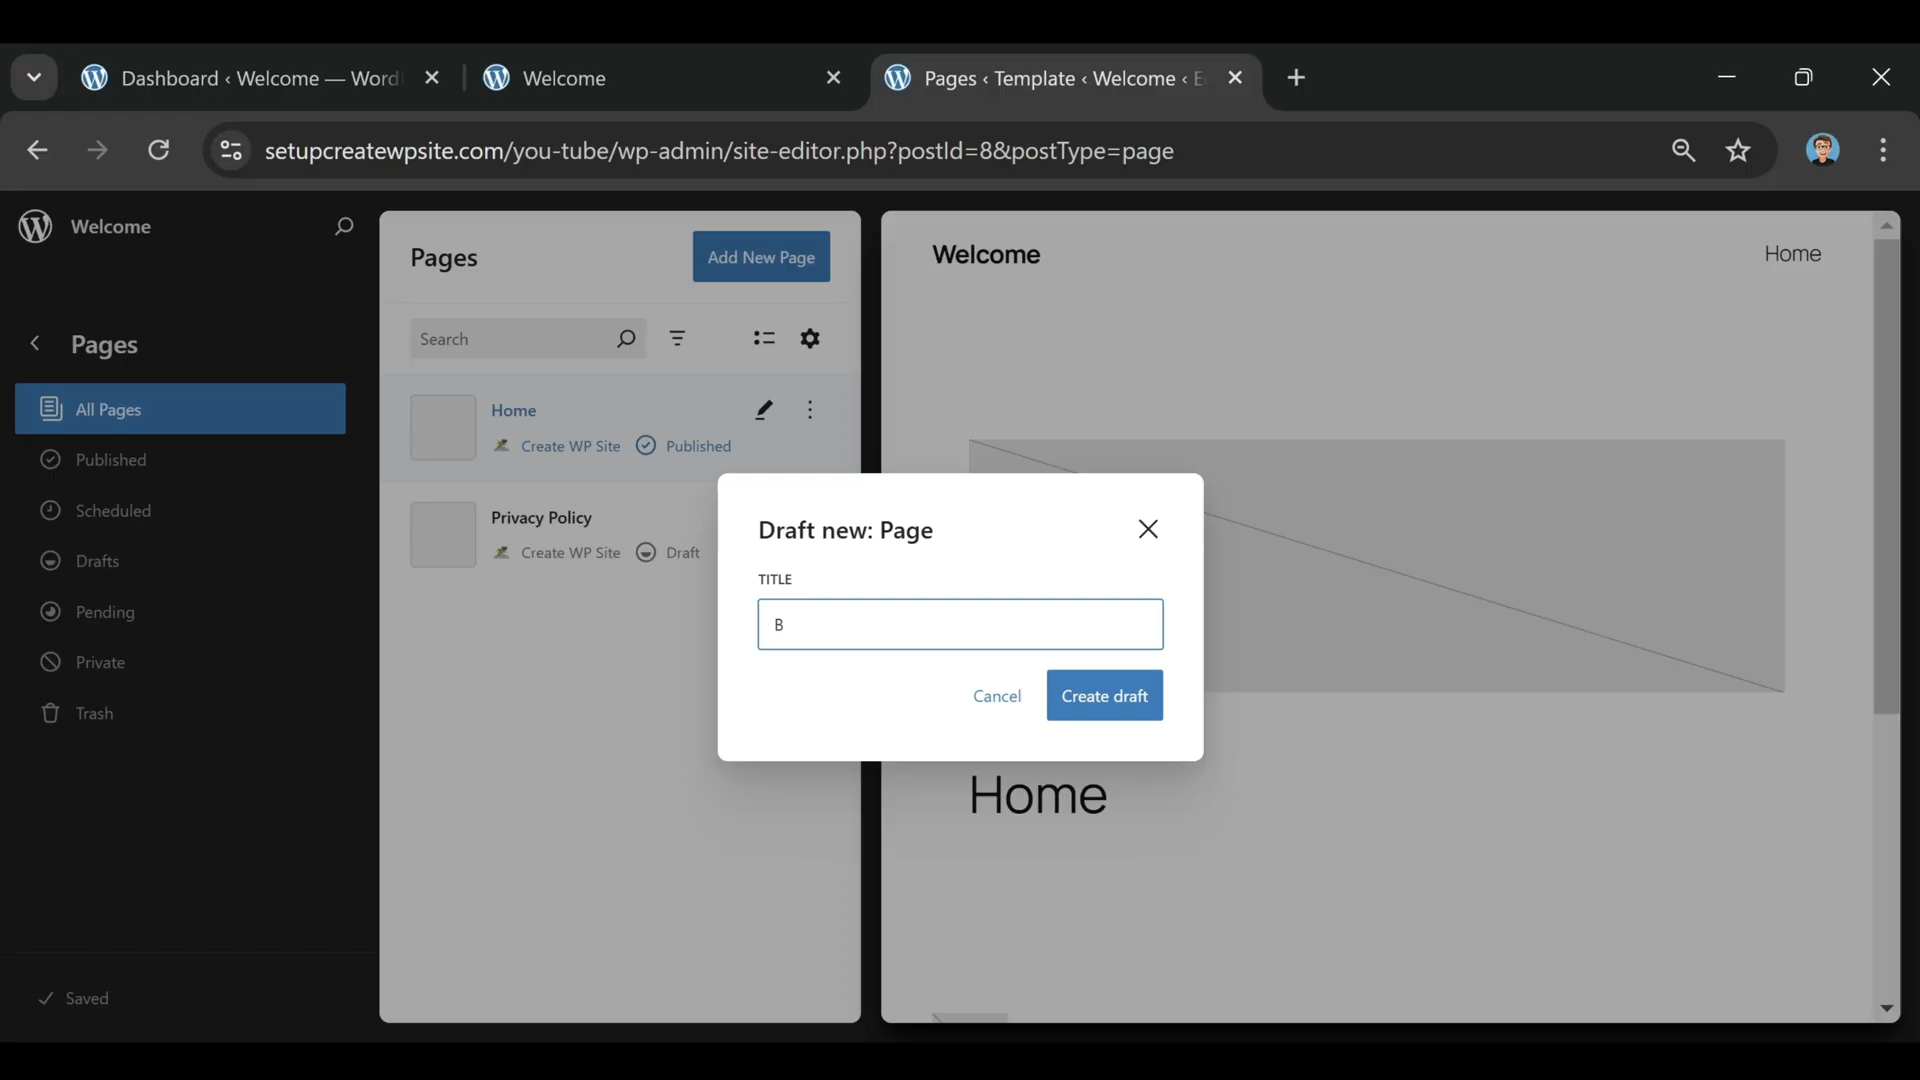 Dashboard ‹ Welcome — Word
Welcome
Pages ‹ Template ‹ Welcome ‹ E
setupcreatewpsite.com/you-tube/wp-admin/site-editor.php?postId=8&postType=page
Welcome
Pages
All Pages
Published
Scheduled
Drafts
Pending
Private
Trash
Saved
Pages
Add New Page
Search
Home
Create WP Site Published
Privacy Policy
Create WP Site Draft
Draft new: Page
TITLE
B
Cancel Create draft
Welcome
Home
Home